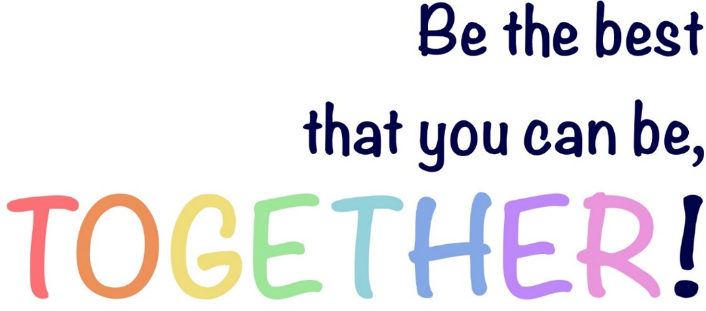 Be the best
that you can be,
TOGETHER!